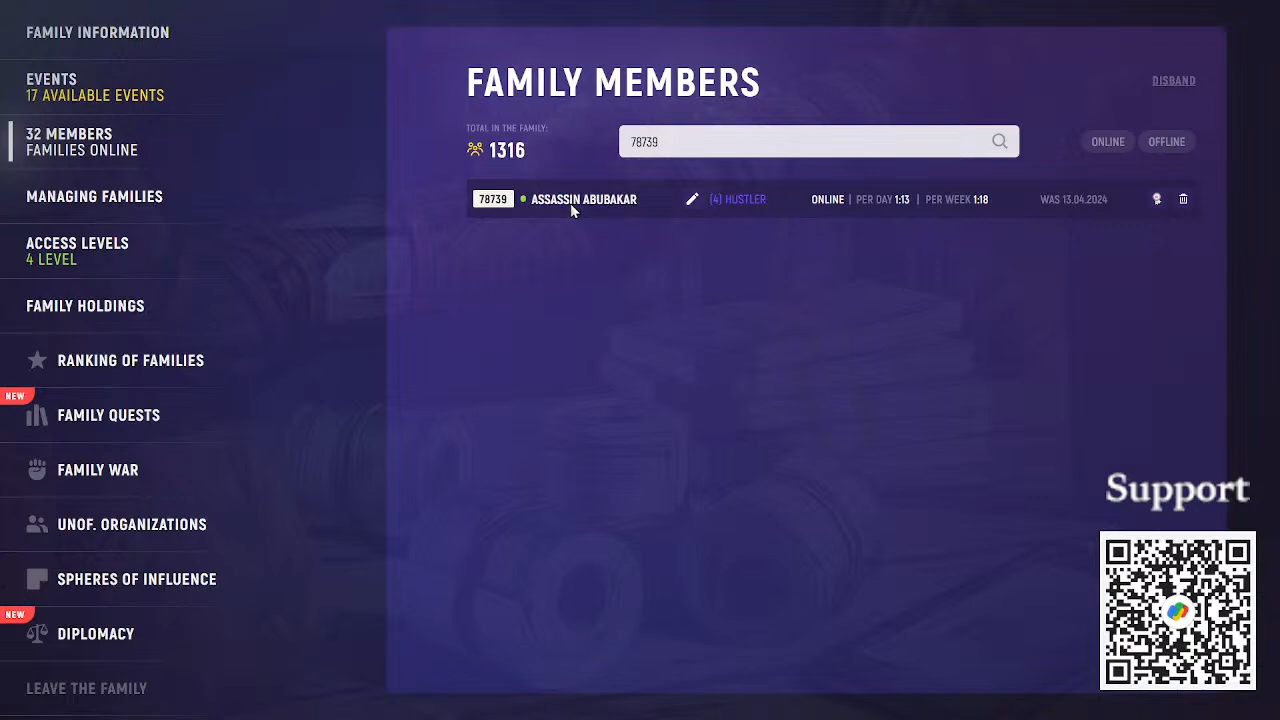 FAMILY INFORMATION
EVENTS
17 AVAILABLE EVENTS
32 MEMBERS
FAMILIES ONLINE
MANAGING FAMILIES
ACCESS LEVELS
4 LEVEL
FAMILY HOLDINGS
RANKING OF FAMILIES
NEW
FAMILY QUESTS
FAMILY WAR
UNOF. ORGANIZATIONS
SPHERES OF INFLUENCE
NEW
DIPLOMACY
LEAVE THE FAMILY
FAMILY MEMBERS
DISBAND
TOTAL IN THE FAMILY:
1316
78739
ONLINE OFFLINE
78739 ASSASSIN ABUBAKAR [4] HUSTLER ONLINE | PER DAY 1:13 | PER WEEK 1:18 WAS 13.04.2024
Support